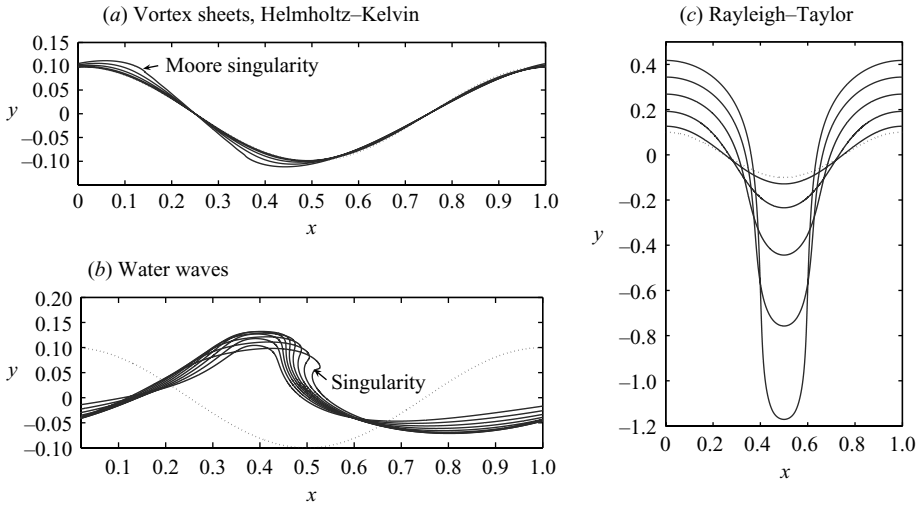 (a) Vortex sheets, Helmholtz–Kelvin
0.15
0.10
0.05
0
–0.05
–0.10
y
Moore singularity
0 0.1 0.2 0.3 0.4 0.5 0.6 0.7 0.8 0.9 1.0
x
(b) Water waves
0.20
0.15
0.10
0.05
0
–0.05
–0.10
y
Singularity
0.1 0.2 0.3 0.4 0.5 0.6 0.7 0.8 0.9 1.0
x
(c) Rayleigh–Taylor
0.4
0.2
0
–0.2
–0.4
–0.6
–0.8
–1.0
–1.2
y
0 0.2 0.4 0.6 0.8 1.0
x